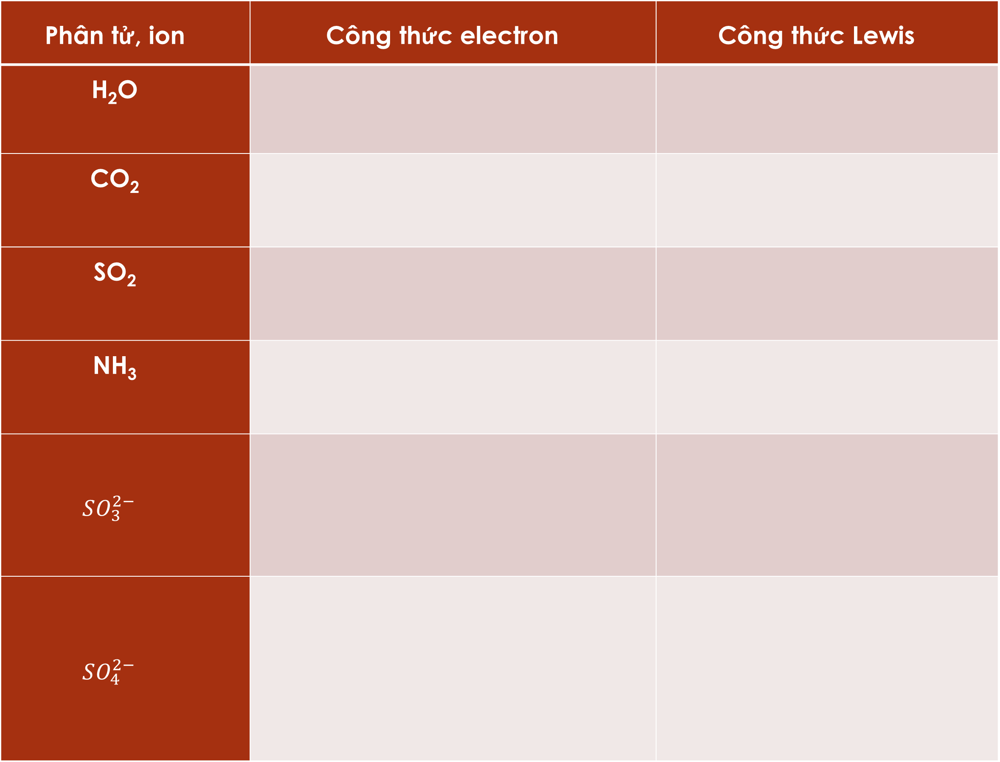 Phân tử, ion Công thức electron Công thức Lewis
H₂O
CO₂
SO₂
NH₃
SO₃²⁻
SO₄²⁻